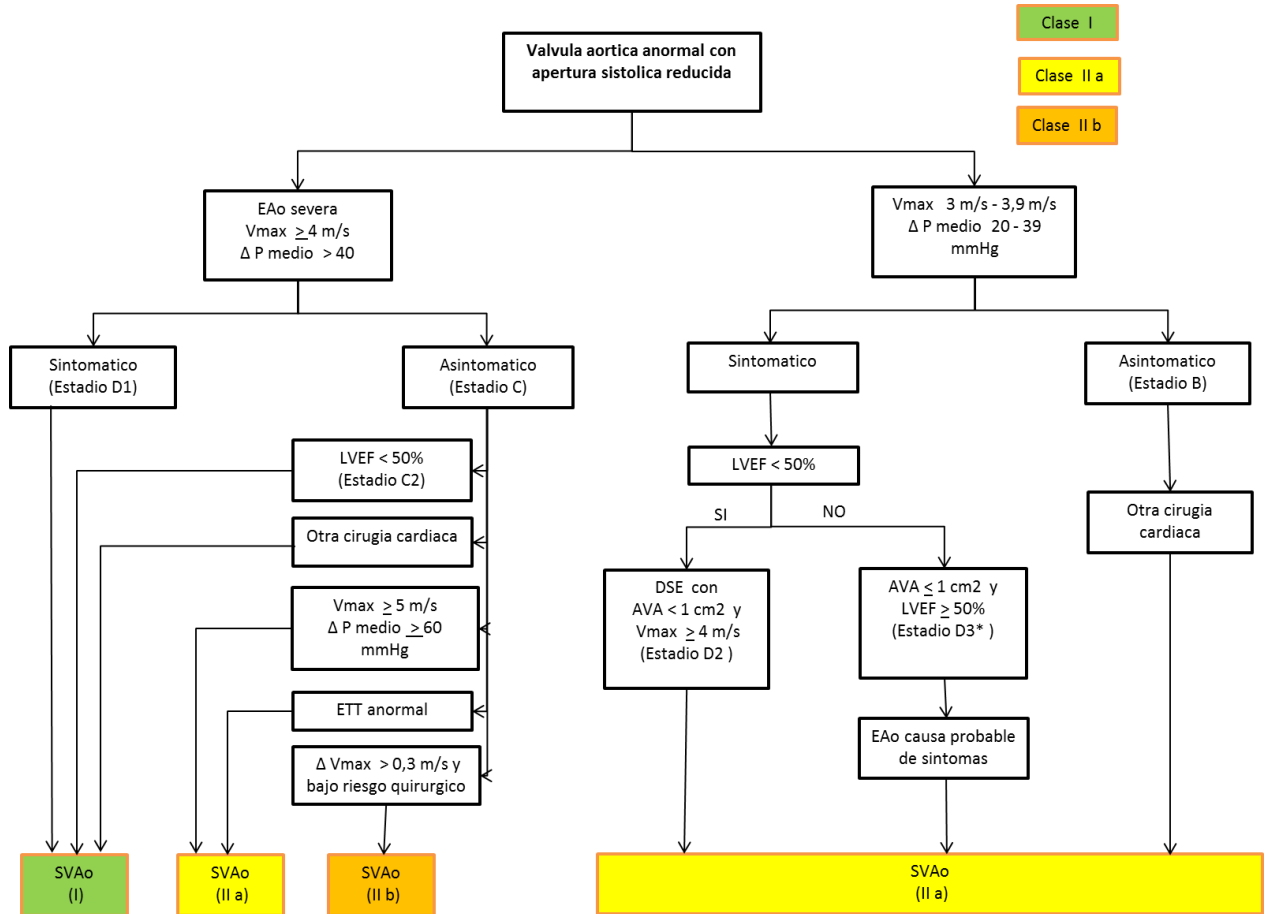 Clase I
Valvula aortica anormal con
apertura sistolica reducida
Clase II a
Clase II b
EAo severa
Vmax ≥ 4 m/s
Δ P medio > 40
Vmax 3 m/s - 3,9 m/s
Δ P medio 20 - 39
mmHg
Sintomatico
(Estadio D1)
Asintomatico
(Estadio C)
Sintomatico
Asintomatico
(Estadio B)
LVEF < 50%
(Estadio C2)
LVEF < 50%
Otra cirugia cardiaca
SI
NO
Otra cirugia
cardiaca
Vmax ≥ 5 m/s
Δ P medio ≥ 60
mmHg
DSE con
AVA < 1 cm2 y
Vmax ≥ 4 m/s
(Estadio D2 )
AVA ≤ 1 cm2 y
LVEF ≥ 50%
(Estadio D3* )
ETT anormal
Δ Vmax > 0,3 m/s y
bajo riesgo quirurgico
EAo causa probable
de sintomas
SVAo
(I)
SVAo
(II a)
SVAo
(II b)
SVAo
(II a)